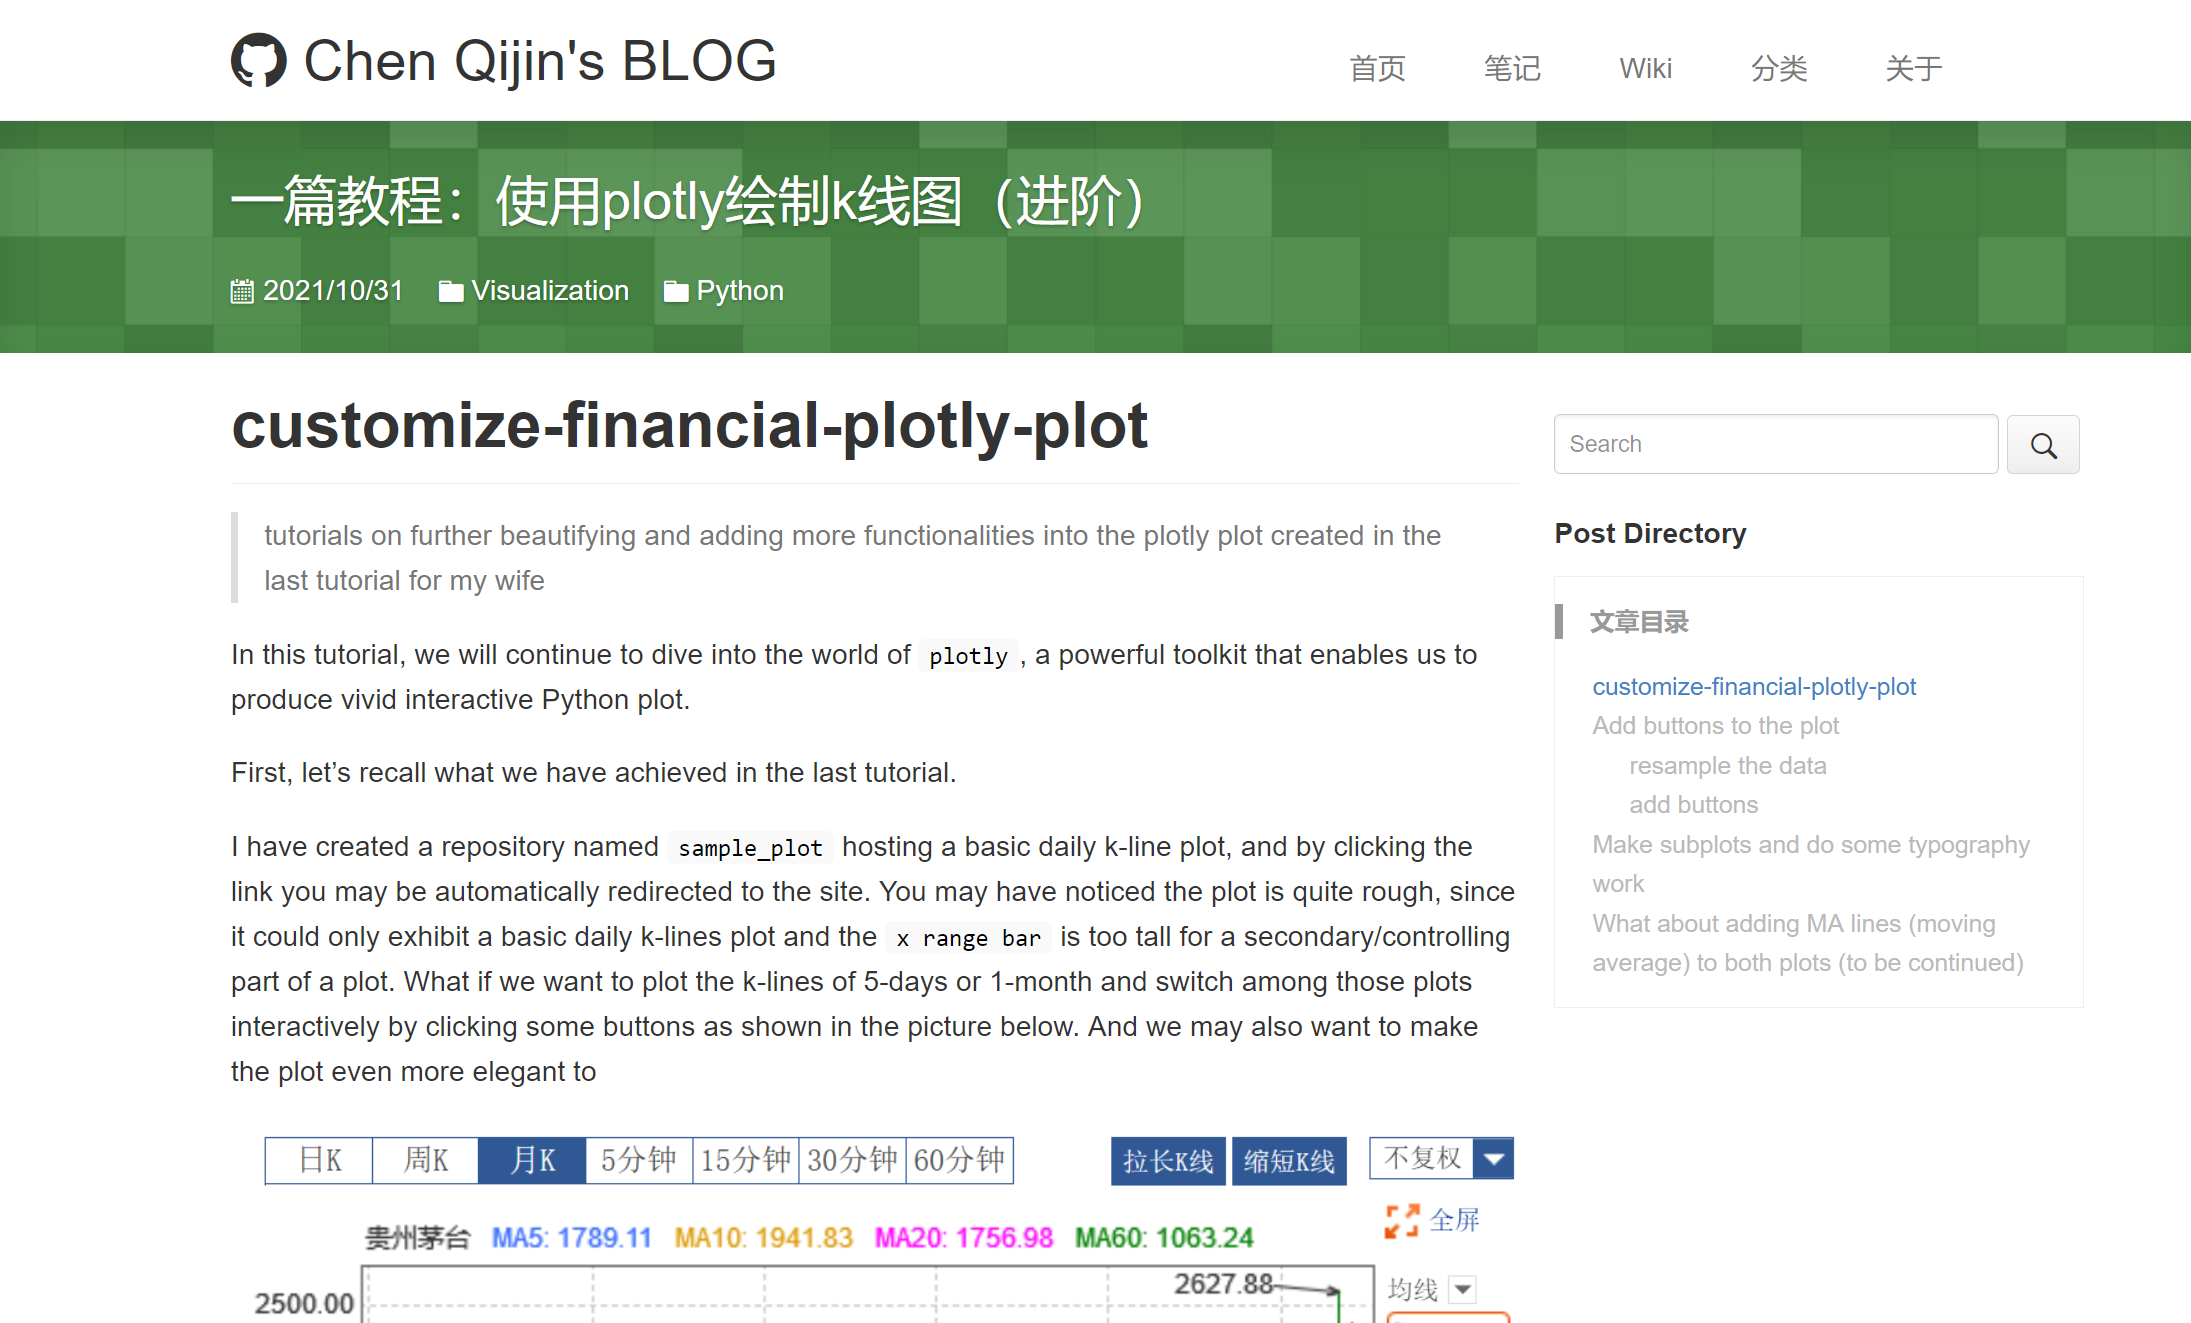 Chen Qijin's BLOG
首页 笔记 Wiki 分类 关于
一篇教程：使用plotly绘制k线图（进阶）
2021/10/31 Visualization Python
customize-financial-plotly-plot
tutorials on further beautifying and adding more functionalities into the plotly plot created in the
last tutorial for my wife
In this tutorial, we will continue to dive into the world of plotly, a powerful toolkit that enables us to
produce vivid interactive Python plot.
First, let’s recall what we have achieved in the last tutorial.
I have created a repository named sample_plot hosting a basic daily k-line plot, and by clicking the
link you may be automatically redirected to the site. You may have noticed the plot is quite rough, since
it could only exhibit a basic daily k-lines plot and the x range bar is too tall for a secondary/controlling
part of a plot. What if we want to plot the k-lines of 5-days or 1-month and switch among those plots
interactively by clicking some buttons as shown in the picture below. And we may also want to make
the plot even more elegant to
日K 周K 月K 5分钟 15分钟 30分钟 60分钟 拉长K线 缩短K线 不复权
全屏
贵州茅台 MA5: 1789.11 MA10: 1941.83 MA20: 1756.98 MA60: 1063.24
2627.88
均线
2500.00
Search
Post Directory
文章目录
customize-financial-plotly-plot
Add buttons to the plot
resample the data
add buttons
Make subplots and do some typography
work
What about adding MA lines (moving
average) to both plots (to be continued)